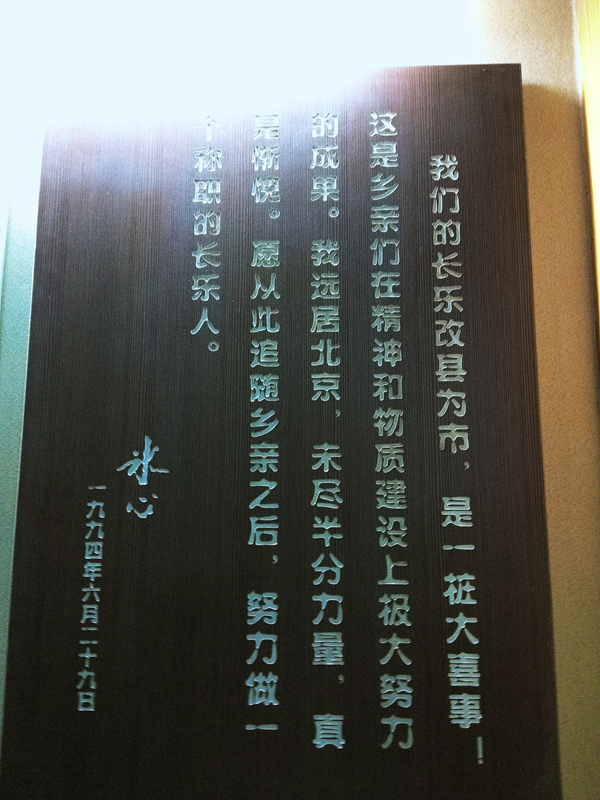 我们的长乐改县为市，是一桩大喜事！
这是乡亲们在精神和物质建设上极大努力
的成果。我远居北京，未尽半分力量，真
是惭愧。愿从此追随乡亲之后，努力做一
个称职的长乐人。
冰心
一九九四年六月二十九日